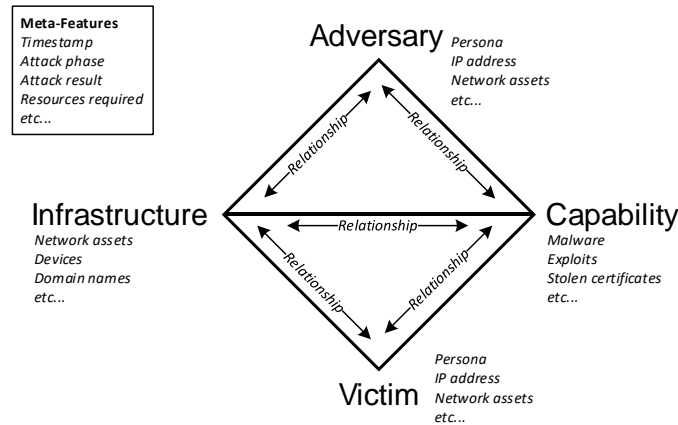 Meta-Features
Timestamp
Attack phase
Attack result
Resources required
etc...
Adversary
Persona
IP address
Network assets
etc...
Relationship
Relationship
Infrastructure
Network assets
Devices
Domain names
etc...
Relationship
Capability
Malware
Exploits
Stolen certificates
etc...
Relationship
Relationship
Victim
Persona
IP address
Network assets
etc...